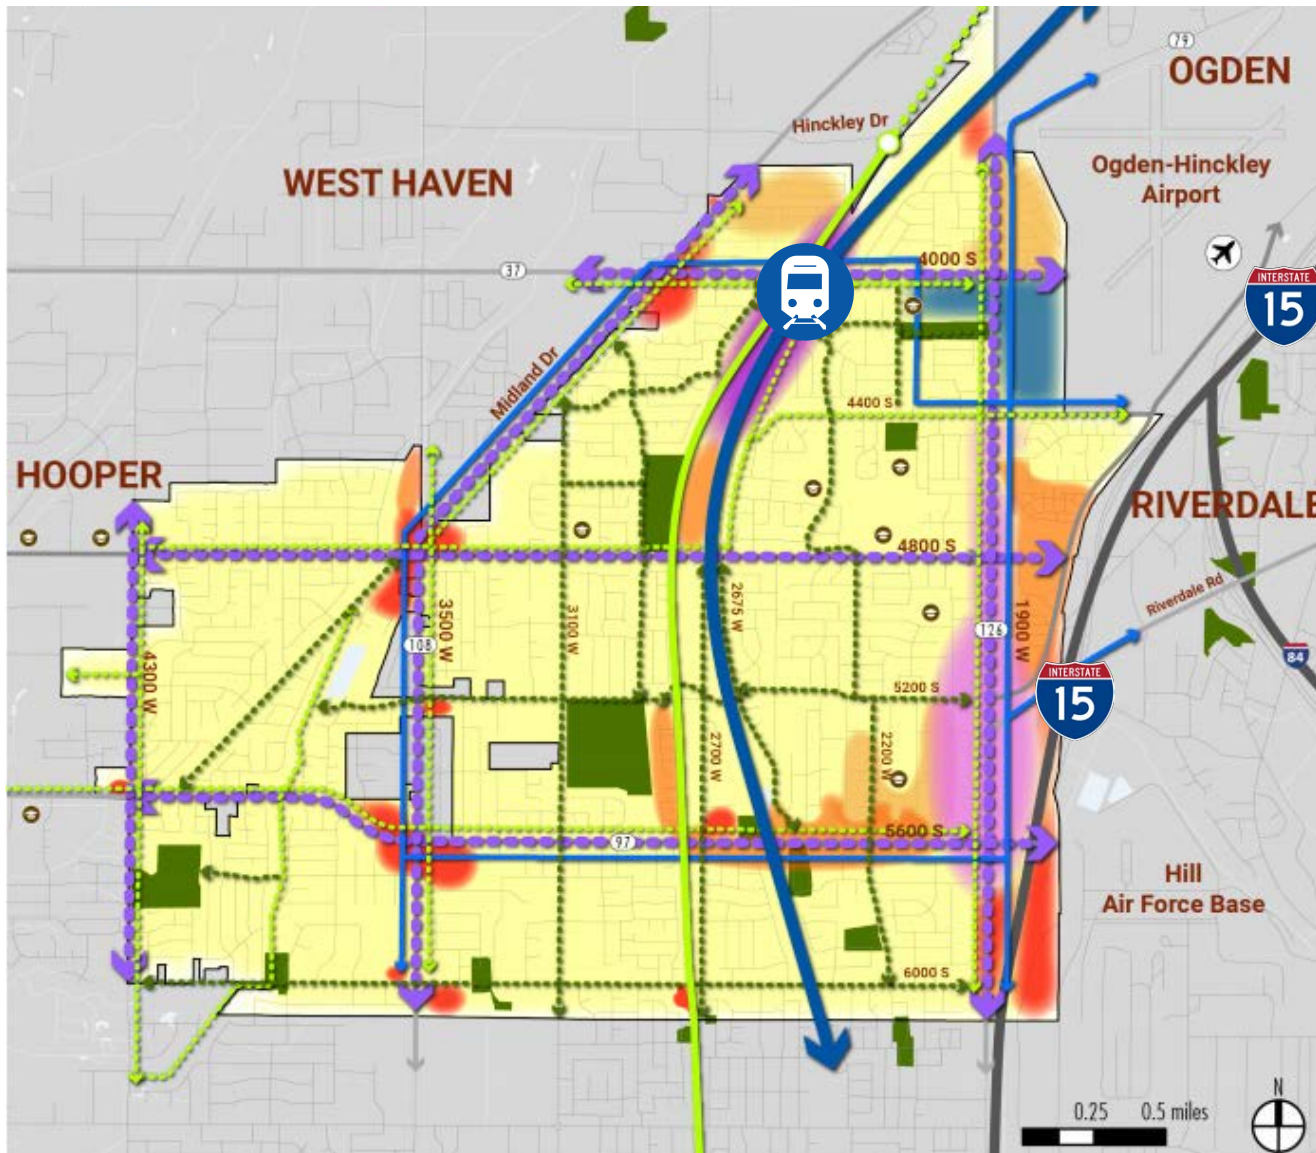 79
OGDEN
Hinckley Dr
Ogden-Hinckley
Airport
WEST HAVEN
37
4000 S
INTERSTATE
15
Midland Dr
4400 S
HOOPER
RIVERDALE
4800 S
Riverdale Rd
2675 W
3100 W
3500 W
1900 W
108
126
84
4300 W
INTERSTATE
15
5200 S
2700 W
2200 W
5600 S
97
Hill
Air Force Base
6000 S
N
0.25 0.5 miles